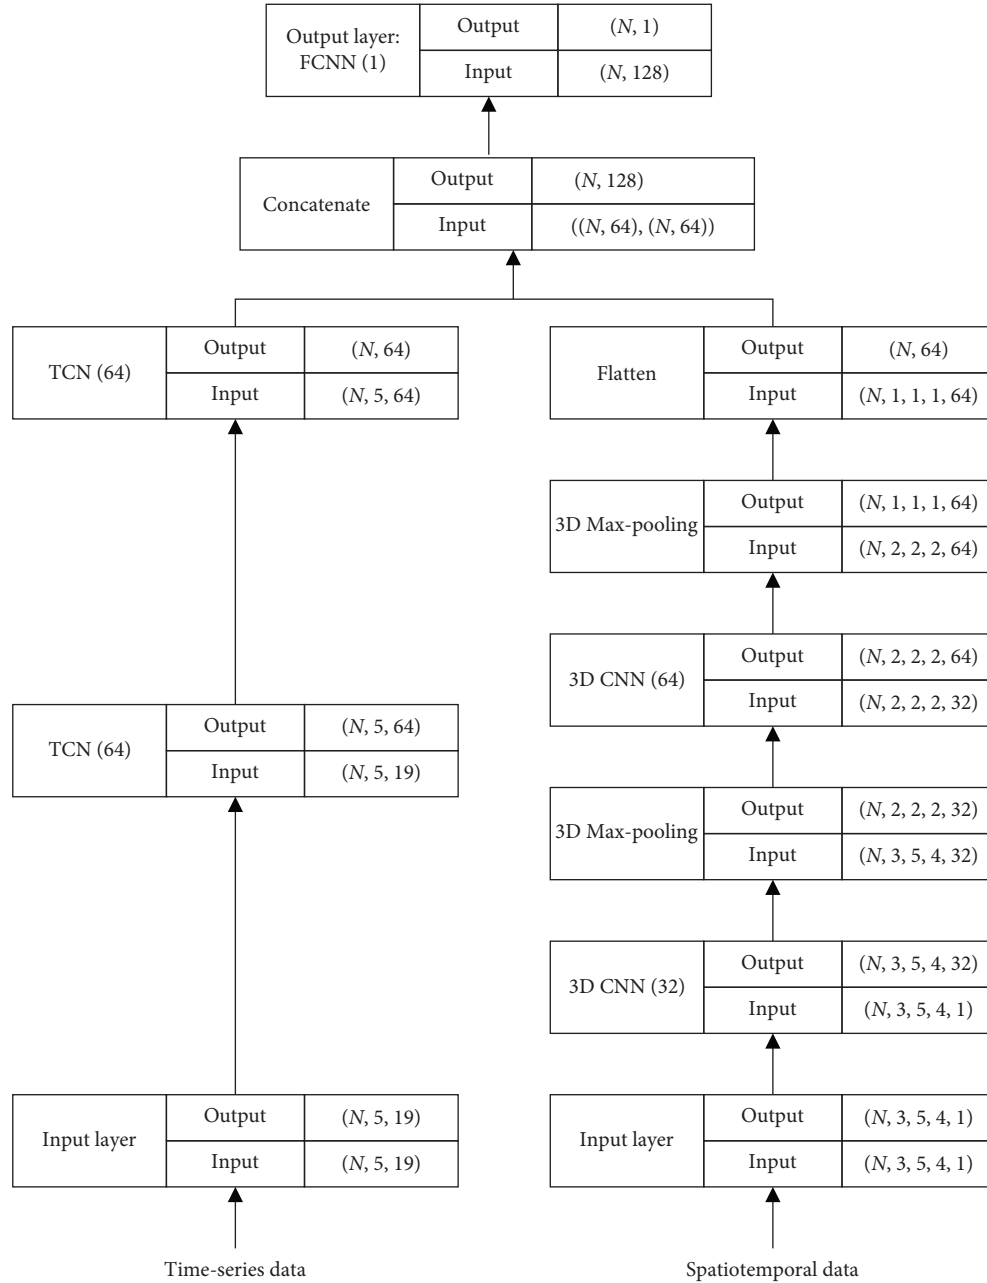 Output layer:
FCNN (1)
Output
(N, 1)
Input
(N, 128)
Concatenate
Output
(N, 128)
Input
((N, 64), (N, 64))
TCN (64)
Output
(N, 64)
Input
(N, 5, 64)
Flatten
Output
(N, 64)
Input
(N, 1, 1, 1, 64)
3D Max-pooling
Output
(N, 1, 1, 1, 64)
Input
(N, 2, 2, 2, 64)
3D CNN (64)
Output
(N, 2, 2, 2, 64)
Input
(N, 2, 2, 2, 32)
TCN (64)
Output
(N, 5, 64)
Input
(N, 5, 19)
3D Max-pooling
Output
(N, 2, 2, 2, 32)
Input
(N, 3, 5, 4, 32)
3D CNN (32)
Output
(N, 3, 5, 4, 32)
Input
(N, 3, 5, 4, 1)
Input layer
Output
(N, 5, 19)
Input
(N, 5, 19)
Input layer
Output
(N, 3, 5, 4, 1)
Input
(N, 3, 5, 4, 1)
Time-series data
Spatiotemporal data